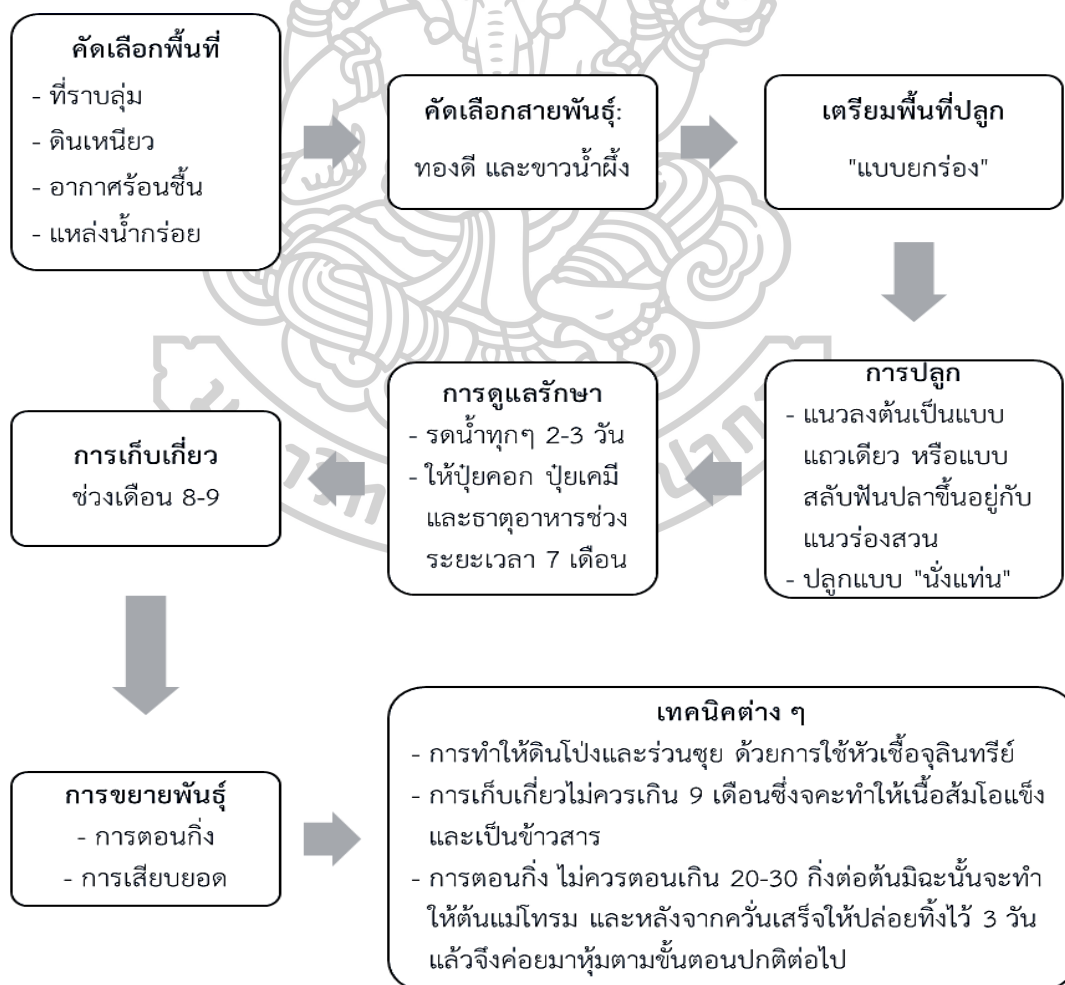 คัดเลือกพื้นที่
- ที่ราบลุ่ม
- ดินเหนียว
- อากาศร้อนชื้น
- แหล่งน้ำกร่อย
คัดเลือกสายพันธุ์:
ทองดี และขาวน้ำผึ้ง
เตรียมพื้นที่ปลูก
"แบบยกร่อง"
การปลูก
- แนวลงต้นเป็นแบบ
แถวเดียว หรือแบบ
สลับฟันปลาขึ้นอยู่กับ
แนวร่องสวน
- ปลูกแบบ "นั่งแท่น"
การดูแลรักษา
- รดน้ำทุกๆ 2-3 วัน
- ให้ปุ๋ยคอก ปุ๋ยเคมี
และธาตุอาหารช่วง
ระยะเวลา 7 เดือน
การเก็บเกี่ยว
ช่วงเดือน 8-9
การขยายพันธุ์
- การตอนกิ่ง
- การเสียบยอด
เทคนิคต่าง ๆ
- การทำให้ดินโป่งและร่วนซุย ด้วยการใช้หัวเชื้อจุลินทรีย์
- การเก็บเกี่ยวไม่ควรเกิน 9 เดือนซึ่งจคะทำให้เนื้อส้มโอแข็ง
และเป็นข้าวสาร
- การตอนกิ่ง ไม่ควรตอนเกิน 20-30 กิ่งต่อต้นมิฉะนั้นจะทำ
ให้ต้นแม่โทรม และหลังจากควั่นเสร็จให้ปล่อยทิ้งไว้ 3 วัน
แล้วจึงค่อยมาหุ้มตามขั้นตอนปกติต่อไป